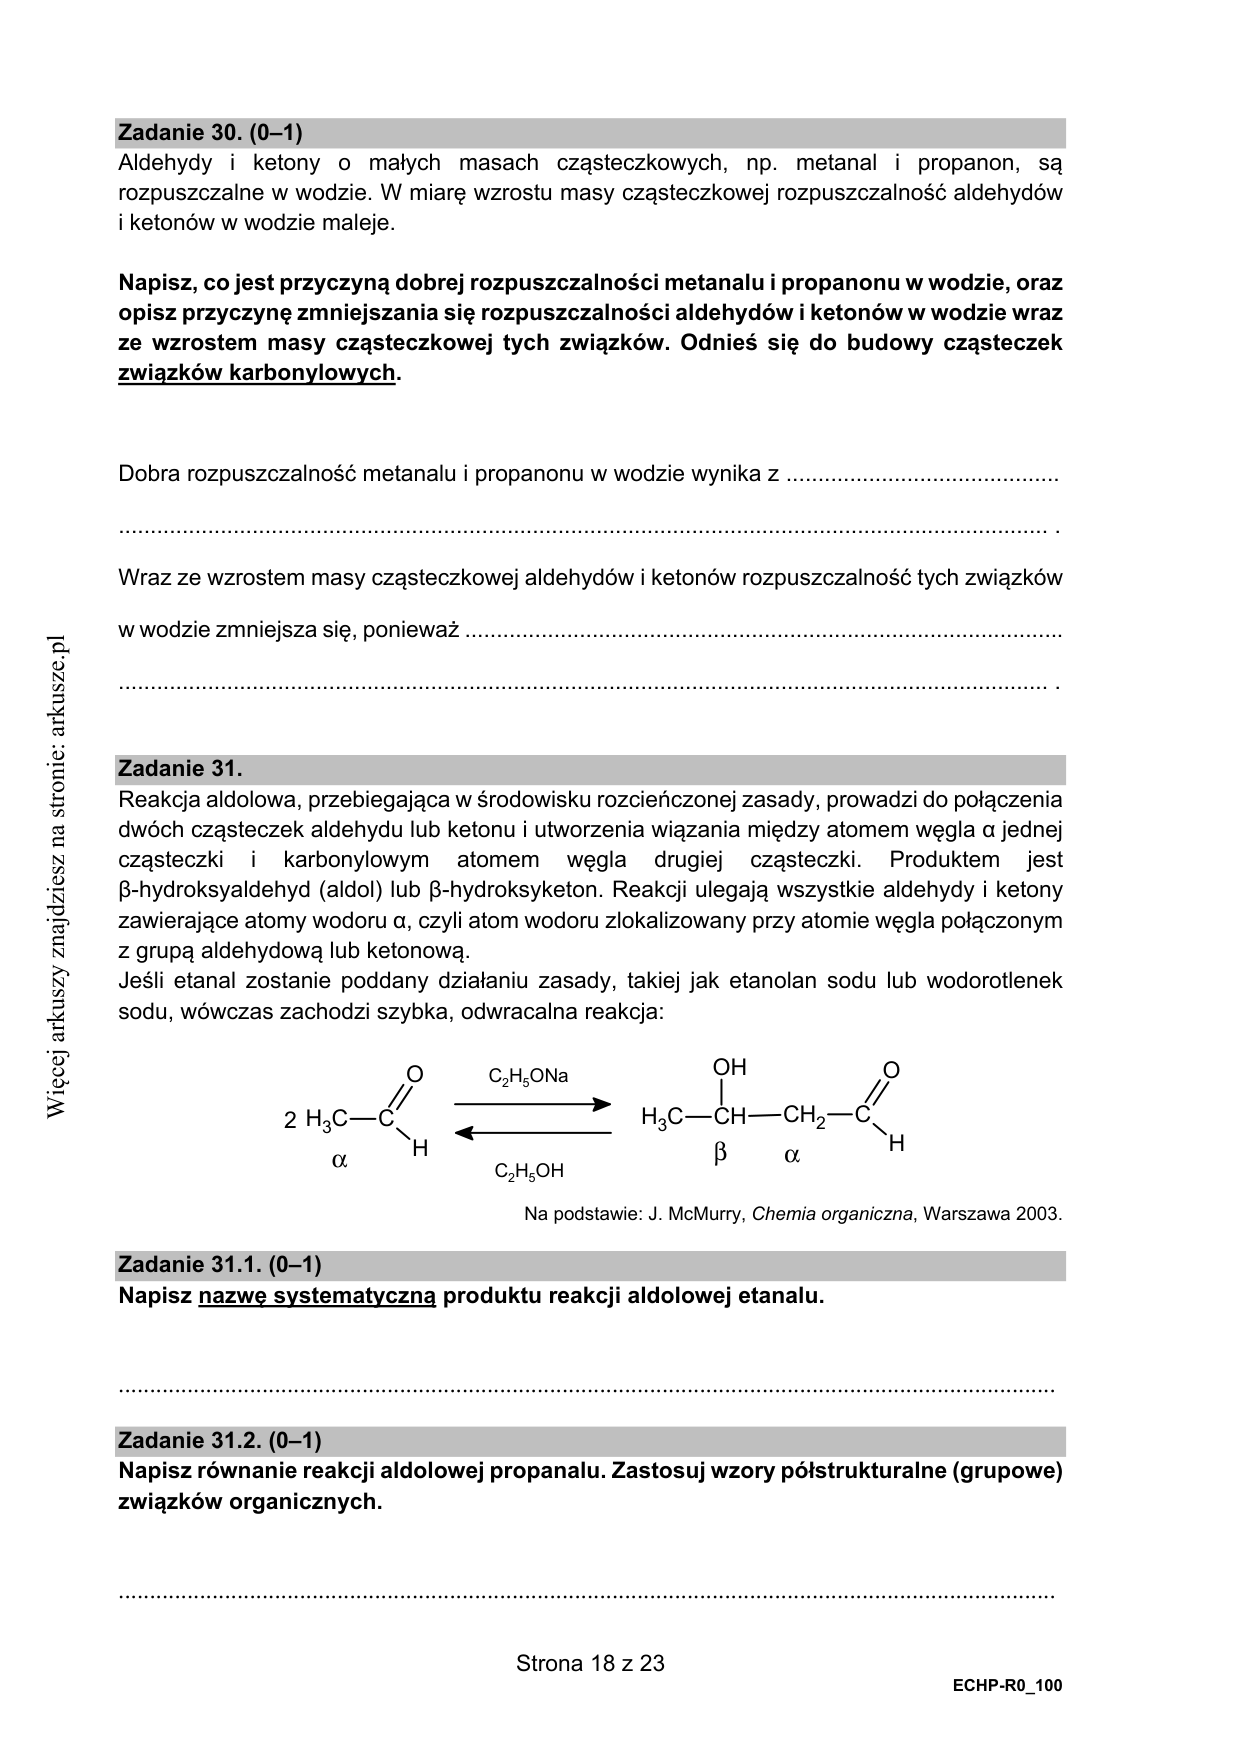 Zadanie 30. (0–1)
Aldehydy i ketony o małych masach cząsteczkowych, np. metanal i propanon, są
rozpuszczalne w wodzie. W miarę wzrostu masy cząsteczkowej rozpuszczalność aldehydów
i ketonów w wodzie maleje.
Napisz, co jest przyczyną dobrej rozpuszczalności metanalu i propanonu w wodzie, oraz
opisz przyczynę zmniejszania się rozpuszczalności aldehydów i ketonów w wodzie wraz
ze wzrostem masy cząsteczkowej tych związków. Odnieś się do budowy cząsteczek
związków karbonylowych.
Dobra rozpuszczalność metanalu i propanonu w wodzie wynika z ...........................................
.................................................................................................................................................... .
Wraz ze wzrostem masy cząsteczkowej aldehydów i ketonów rozpuszczalność tych związków
w wodzie zmniejsza się, ponieważ ..............................................................................................
.................................................................................................................................................... .
Zadanie 31.
Reakcja aldolowa, przebiegająca w środowisku rozcieńczonej zasady, prowadzi do połączenia
dwóch cząsteczek aldehydu lub ketonu i utworzenia wiązania między atomem węgla α jednej
cząsteczki i karbonylowym atomem węgla drugiej cząsteczki. Produktem jest
β-hydroksyaldehyd (aldol) lub β-hydroksyketon. Reakcji ulegają wszystkie aldehydy i ketony
zawierające atomy wodoru α, czyli atom wodoru zlokalizowany przy atomie węgla połączonym
z grupą aldehydową lub ketonową.
Jeśli etanal zostanie poddany działaniu zasady, takiej jak etanolan sodu lub wodorotlenek
sodu, wówczas zachodzi szybka, odwracalna reakcja:
O C₂H₅ONa OH O
2 H₃C—C H₃C—CH—CH₂—C
H H
α C₂H₅OH β α
Na podstawie: J. McMurry, Chemia organiczna, Warszawa 2003.
Zadanie 31.1. (0–1)
Napisz nazwę systematyczną produktu reakcji aldolowej etanalu.
....................................................................................................................................................
Zadanie 31.2. (0–1)
Napisz równanie reakcji aldolowej propanalu. Zastosuj wzory półstrukturalne (grupowe)
związków organicznych.
....................................................................................................................................................
Strona 18 z 23
ECHP-R0_100
Więcej arkuszy znajdziesz na stronie: arkusze.pl